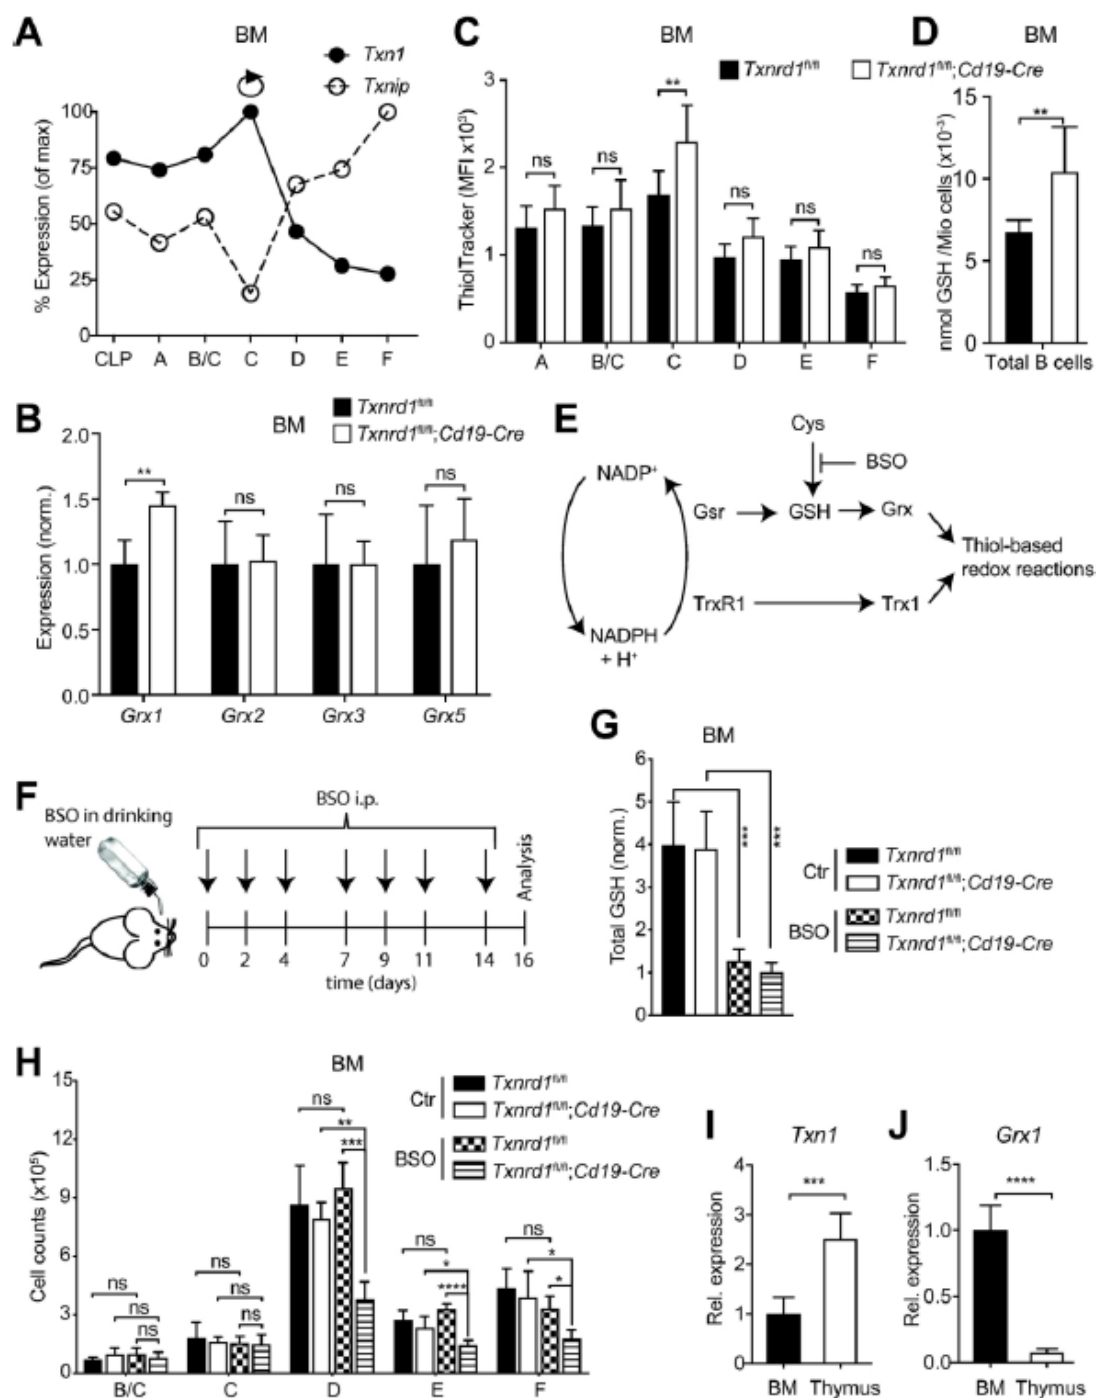 A
BM
Txn1
Txnip
% Expression (of max)
100
75
50
25
0
CLP A B/C C D E F
C
BM
Txnrd1fl/fl
Txnrd1fl/fl;Cd19-Cre
ThiolTracker (MFI x10³)
3
2
1
0
ns ns ** ns ns ns
A B/C C D E F
D
BM
nmol GSH /Mio cells (x10⁻³)
15
10
5
0
**
Total B cells
B
BM
Txnrd1fl/fl
Txnrd1fl/fl;Cd19-Cre
Expression (norm.)
2.0
1.5
1.0
0.5
0.0
** ns ns ns
Grx1 Grx2 Grx3 Grx5
E
Cys
BSO
NADP⁺
Gsr GSH Grx
Thiol-based
redox reactions
TrxR1 Trx1
NADPH
+ H⁺
F
BSO in drinking
water
BSO i.p.
Analysis
0 2 4 7 9 11 14 16
time (days)
G
BM
Total GSH (norm.)
6
5
4
3
2
1
0
***
***
Ctr
Txnrd1fl/fl
Txnrd1fl/fl;Cd19-Cre
BSO
Txnrd1fl/fl
Txnrd1fl/fl;Cd19-Cre
H
BM
Cell counts (x10⁵)
15
12
9
6
3
0
Ctr
Txnrd1fl/fl
Txnrd1fl/fl;Cd19-Cre
BSO
Txnrd1fl/fl
Txnrd1fl/fl;Cd19-Cre
ns
ns
ns
ns
ns
ns
ns
**
***
ns
*
****
ns
*
*
B/C C D E F
I
Txn1
Rel. expression
4
3
2
1
0
***
BM Thymus
J
Grx1
Rel. expression
1.5
1.0
0.5
0.0
****
BM Thymus